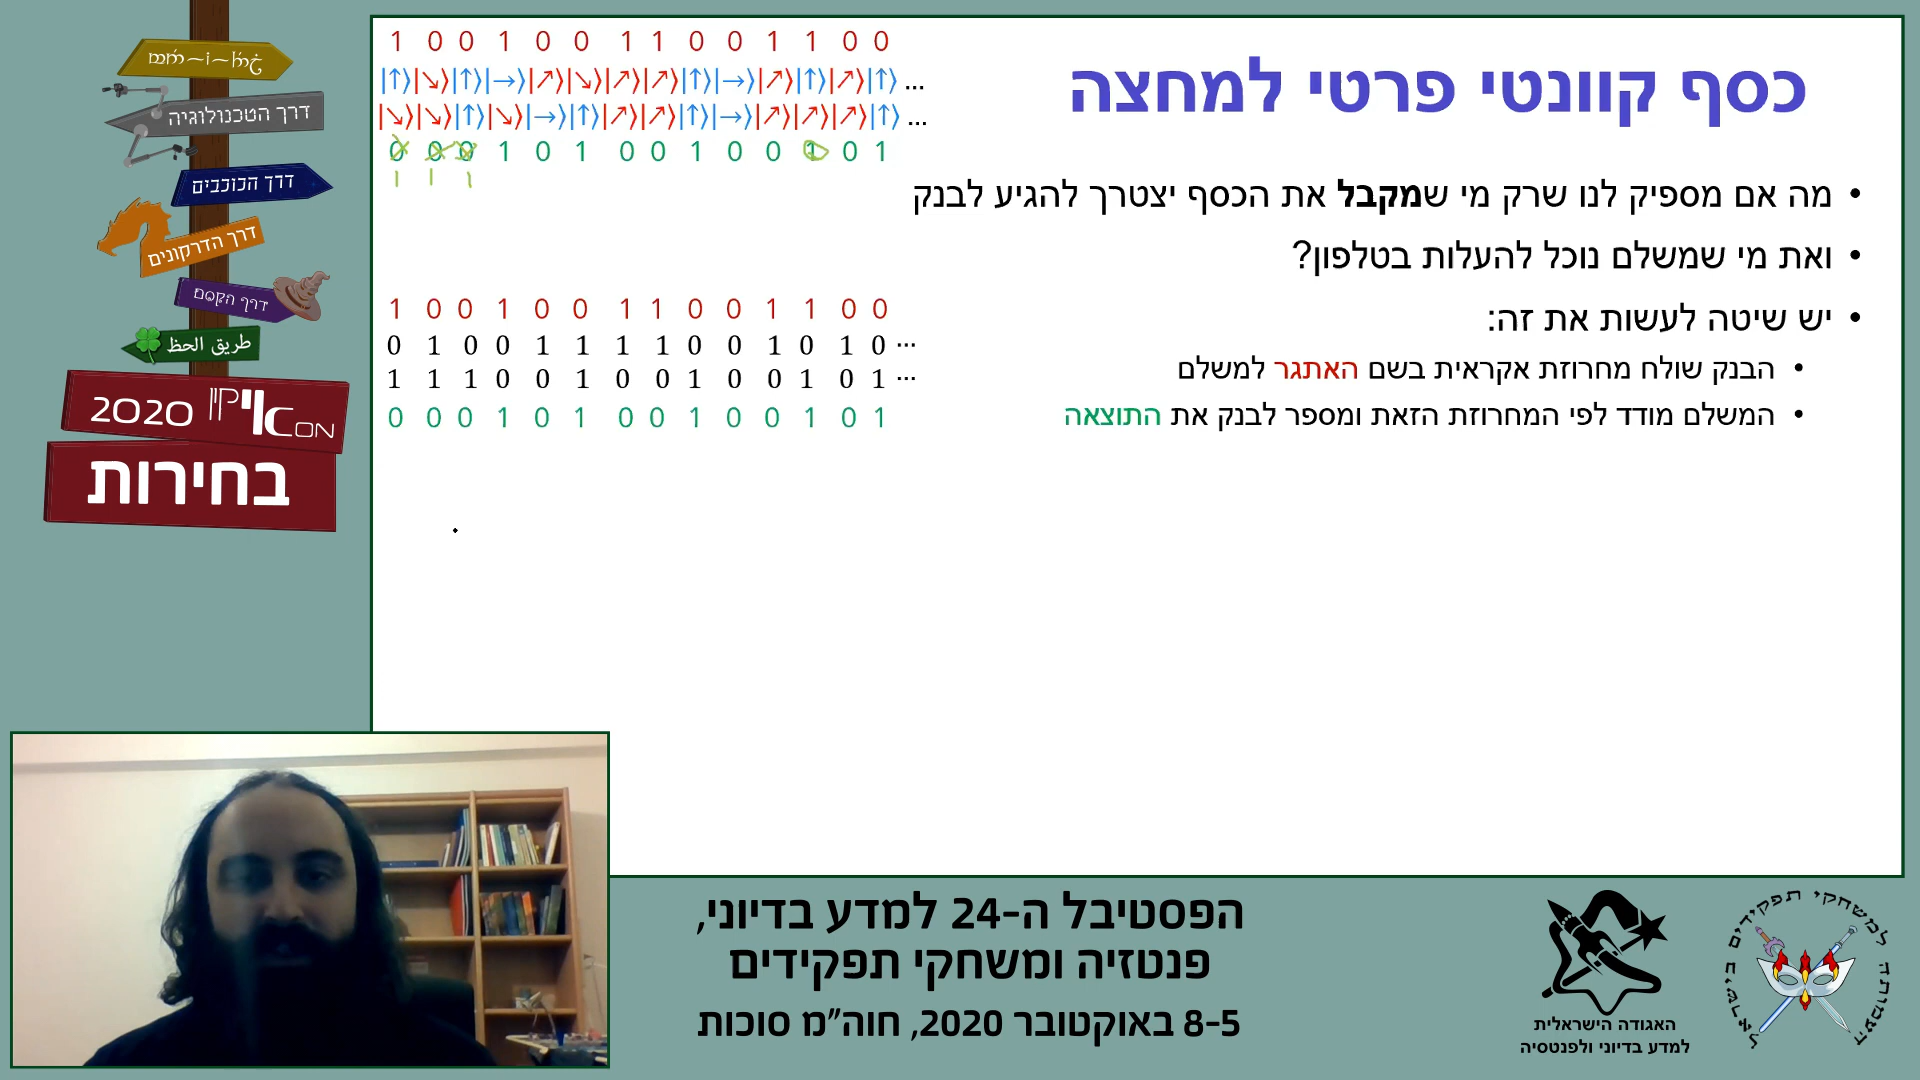 דרך הטכנולוגיה
דרך הכוכבים
דרך הדרקונים
דרך הקסם
طريق الحظ
אייקון CON 2020
בחירות
1 0 0 1 0 0 1 1 0 0 1 1 0 0
|↑⟩|↘⟩|↑⟩|→⟩|↗⟩|↘⟩|↗⟩|↗⟩|↑⟩|→⟩|↗⟩|↑⟩|↗⟩|↑⟩ ...
|↘⟩|↘⟩|↑⟩|↘⟩|→⟩|↑⟩|↗⟩|↗⟩|↑⟩|→⟩|↗⟩|↗⟩|↗⟩|↑⟩ ...
0 0 0 1 0 1 0 0 1 0 0 1 0 1
1 1 1
כסף קוונטי פרטי למחצה
• מה אם מספיק לנו שרק מי שמקבל את הכסף יצטרך להגיע לבנק
• ואת מי שמשלם נוכל להעלות בטלפון?
• יש שיטה לעשות את זה:
• הבנק שולח מחרוזת אקראית בשם האתגר למשלם
• המשלם מודד לפי המחרוזת הזאת ומספר לבנק את התוצאה
1 0 0 1 0 0 1 1 0 0 1 1 0 0
0 1 0 0 1 1 1 1 0 0 1 0 1 0 ...
1 1 1 0 0 1 0 0 1 0 0 1 0 1 ...
0 0 0 1 0 1 0 0 1 0 0 1 0 1
הפסטיבל ה-24 למדע בדיוני,
פנטזיה ומשחקי תפקידים
8-5 באוקטובר 2020, חוה"מ סוכות
האגודה הישראלית
למדע בדיוני ולפנטסיה
העמותה למשחקי תפקידים בישראל